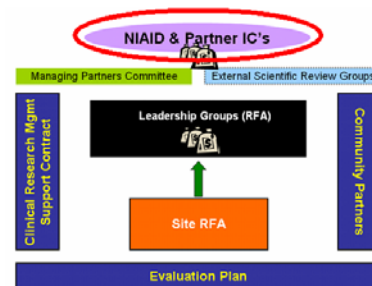 NIAID & Partner IC's
Managing Partners Committee
External Scientific Review Groups
Clinical Research Mgmt
Support Contract
Leadership Groups (RFA)
Community
Partners
Site RFA
Evaluation Plan